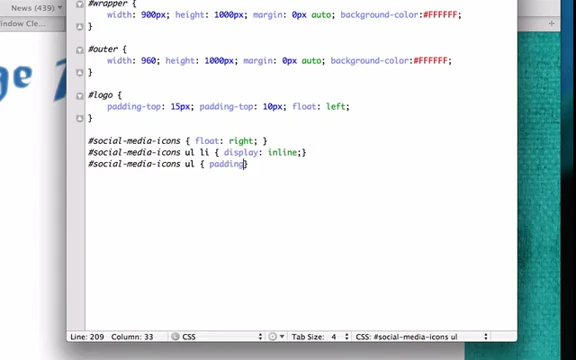 News (439)
indow Cle...
#wrapper {
width: 900px; height: 1000px; margin: 0px auto; background-color:#FFFFFF;
}
#outer {
width: 960; height: 1000px; margin: 0px auto; background-color:#FFFFFF;
}
#logo {
padding-top: 15px; padding-top: 10px; float: left;
}
#social-media-icons { float: right; }
#social-media-icons ul li { display: inline;}
#social-media-icons ul { padding}
Line: 209 Column: 33 CSS Tab Size: 4 CSS: #social-media-icons ul